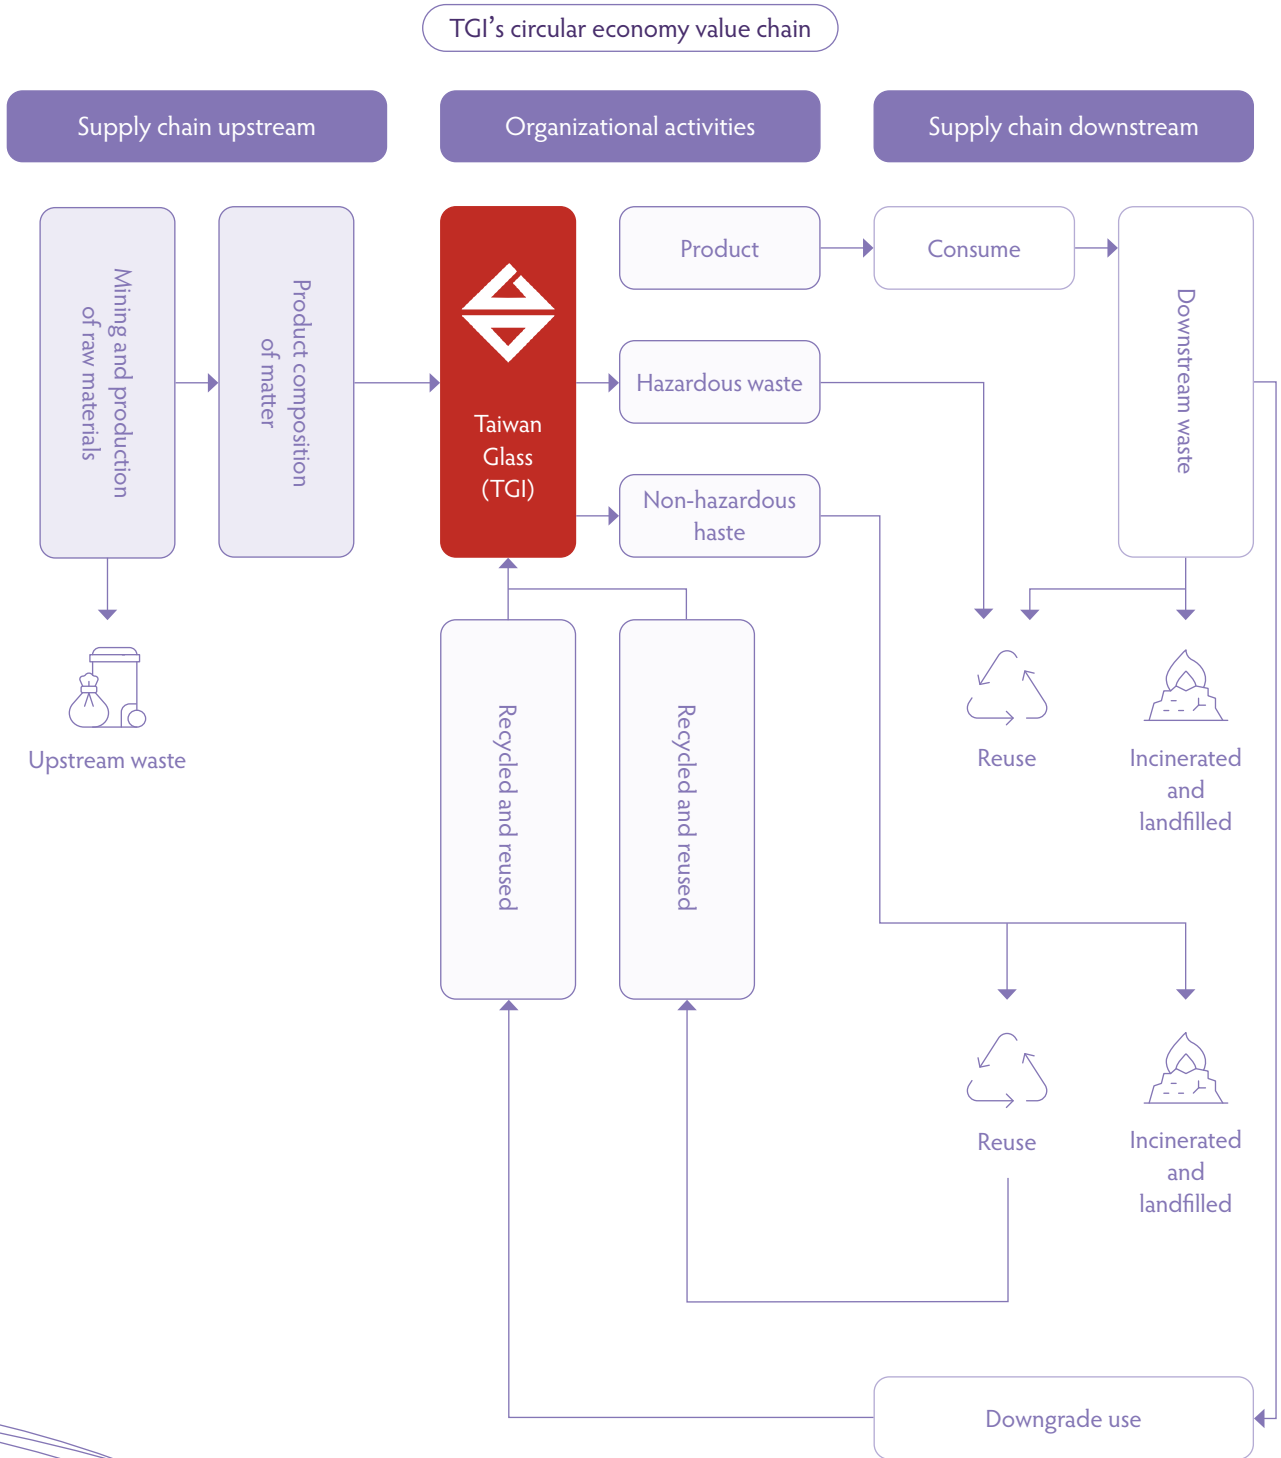 TGI's circular economy value chain
Supply chain upstream
Organizational activities
Supply chain downstream
Mining and production
of raw materials
Product composition
of matter
Taiwan
Glass
(TGI)
Product
Consume
Downstream waste
Hazardous waste
Non-hazardous
haste
Upstream waste
Recycled and reused
Recycled and reused
Reuse
Incinerated
and
landfilled
Reuse
Incinerated
and
landfilled
Downgrade use